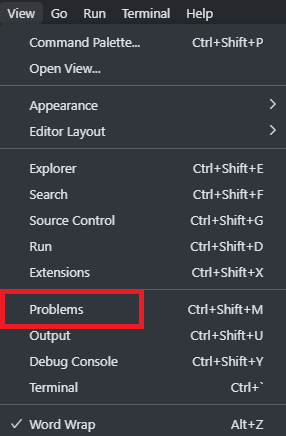 View Go Run Terminal Help
Command Palette... Ctrl+Shift+P
Open View...
Appearance
Editor Layout
Explorer Ctrl+Shift+E
Search Ctrl+Shift+F
Source Control Ctrl+Shift+G
Run Ctrl+Shift+D
Extensions Ctrl+Shift+X
Problems Ctrl+Shift+M
Output Ctrl+Shift+U
Debug Console Ctrl+Shift+Y
Terminal Ctrl+`
Word Wrap Alt+Z